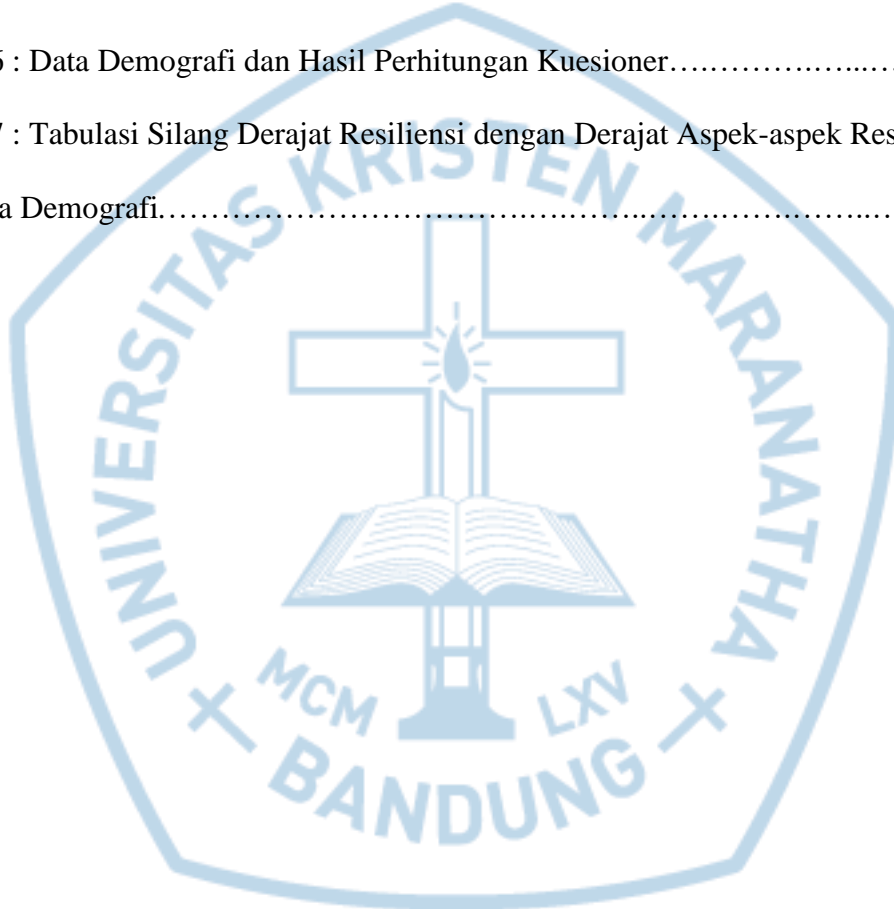 6 : Data Demografi dan Hasil Perhitungan Kuesioner….……….…..….
7 : Tabulasi Silang Derajat Resiliensi dengan Derajat Aspek-aspek Res
a Demografi.…………………………….….……..…….…….……..….
UNIVERSITAS KRISTEN MARANATHA
MCM LXV
BANDUNG